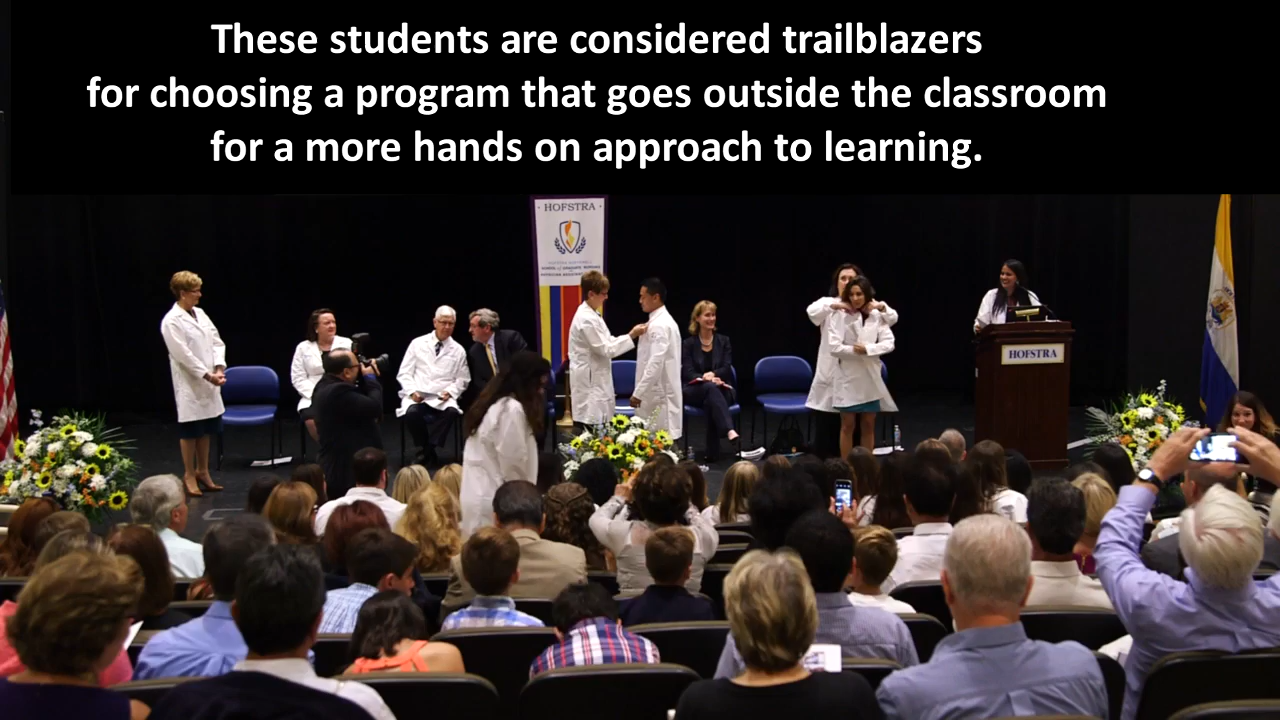 These students are considered trailblazers
for choosing a program that goes outside the classroom
for a more hands on approach to learning.
· HOFSTRA ·
HOFSTRA